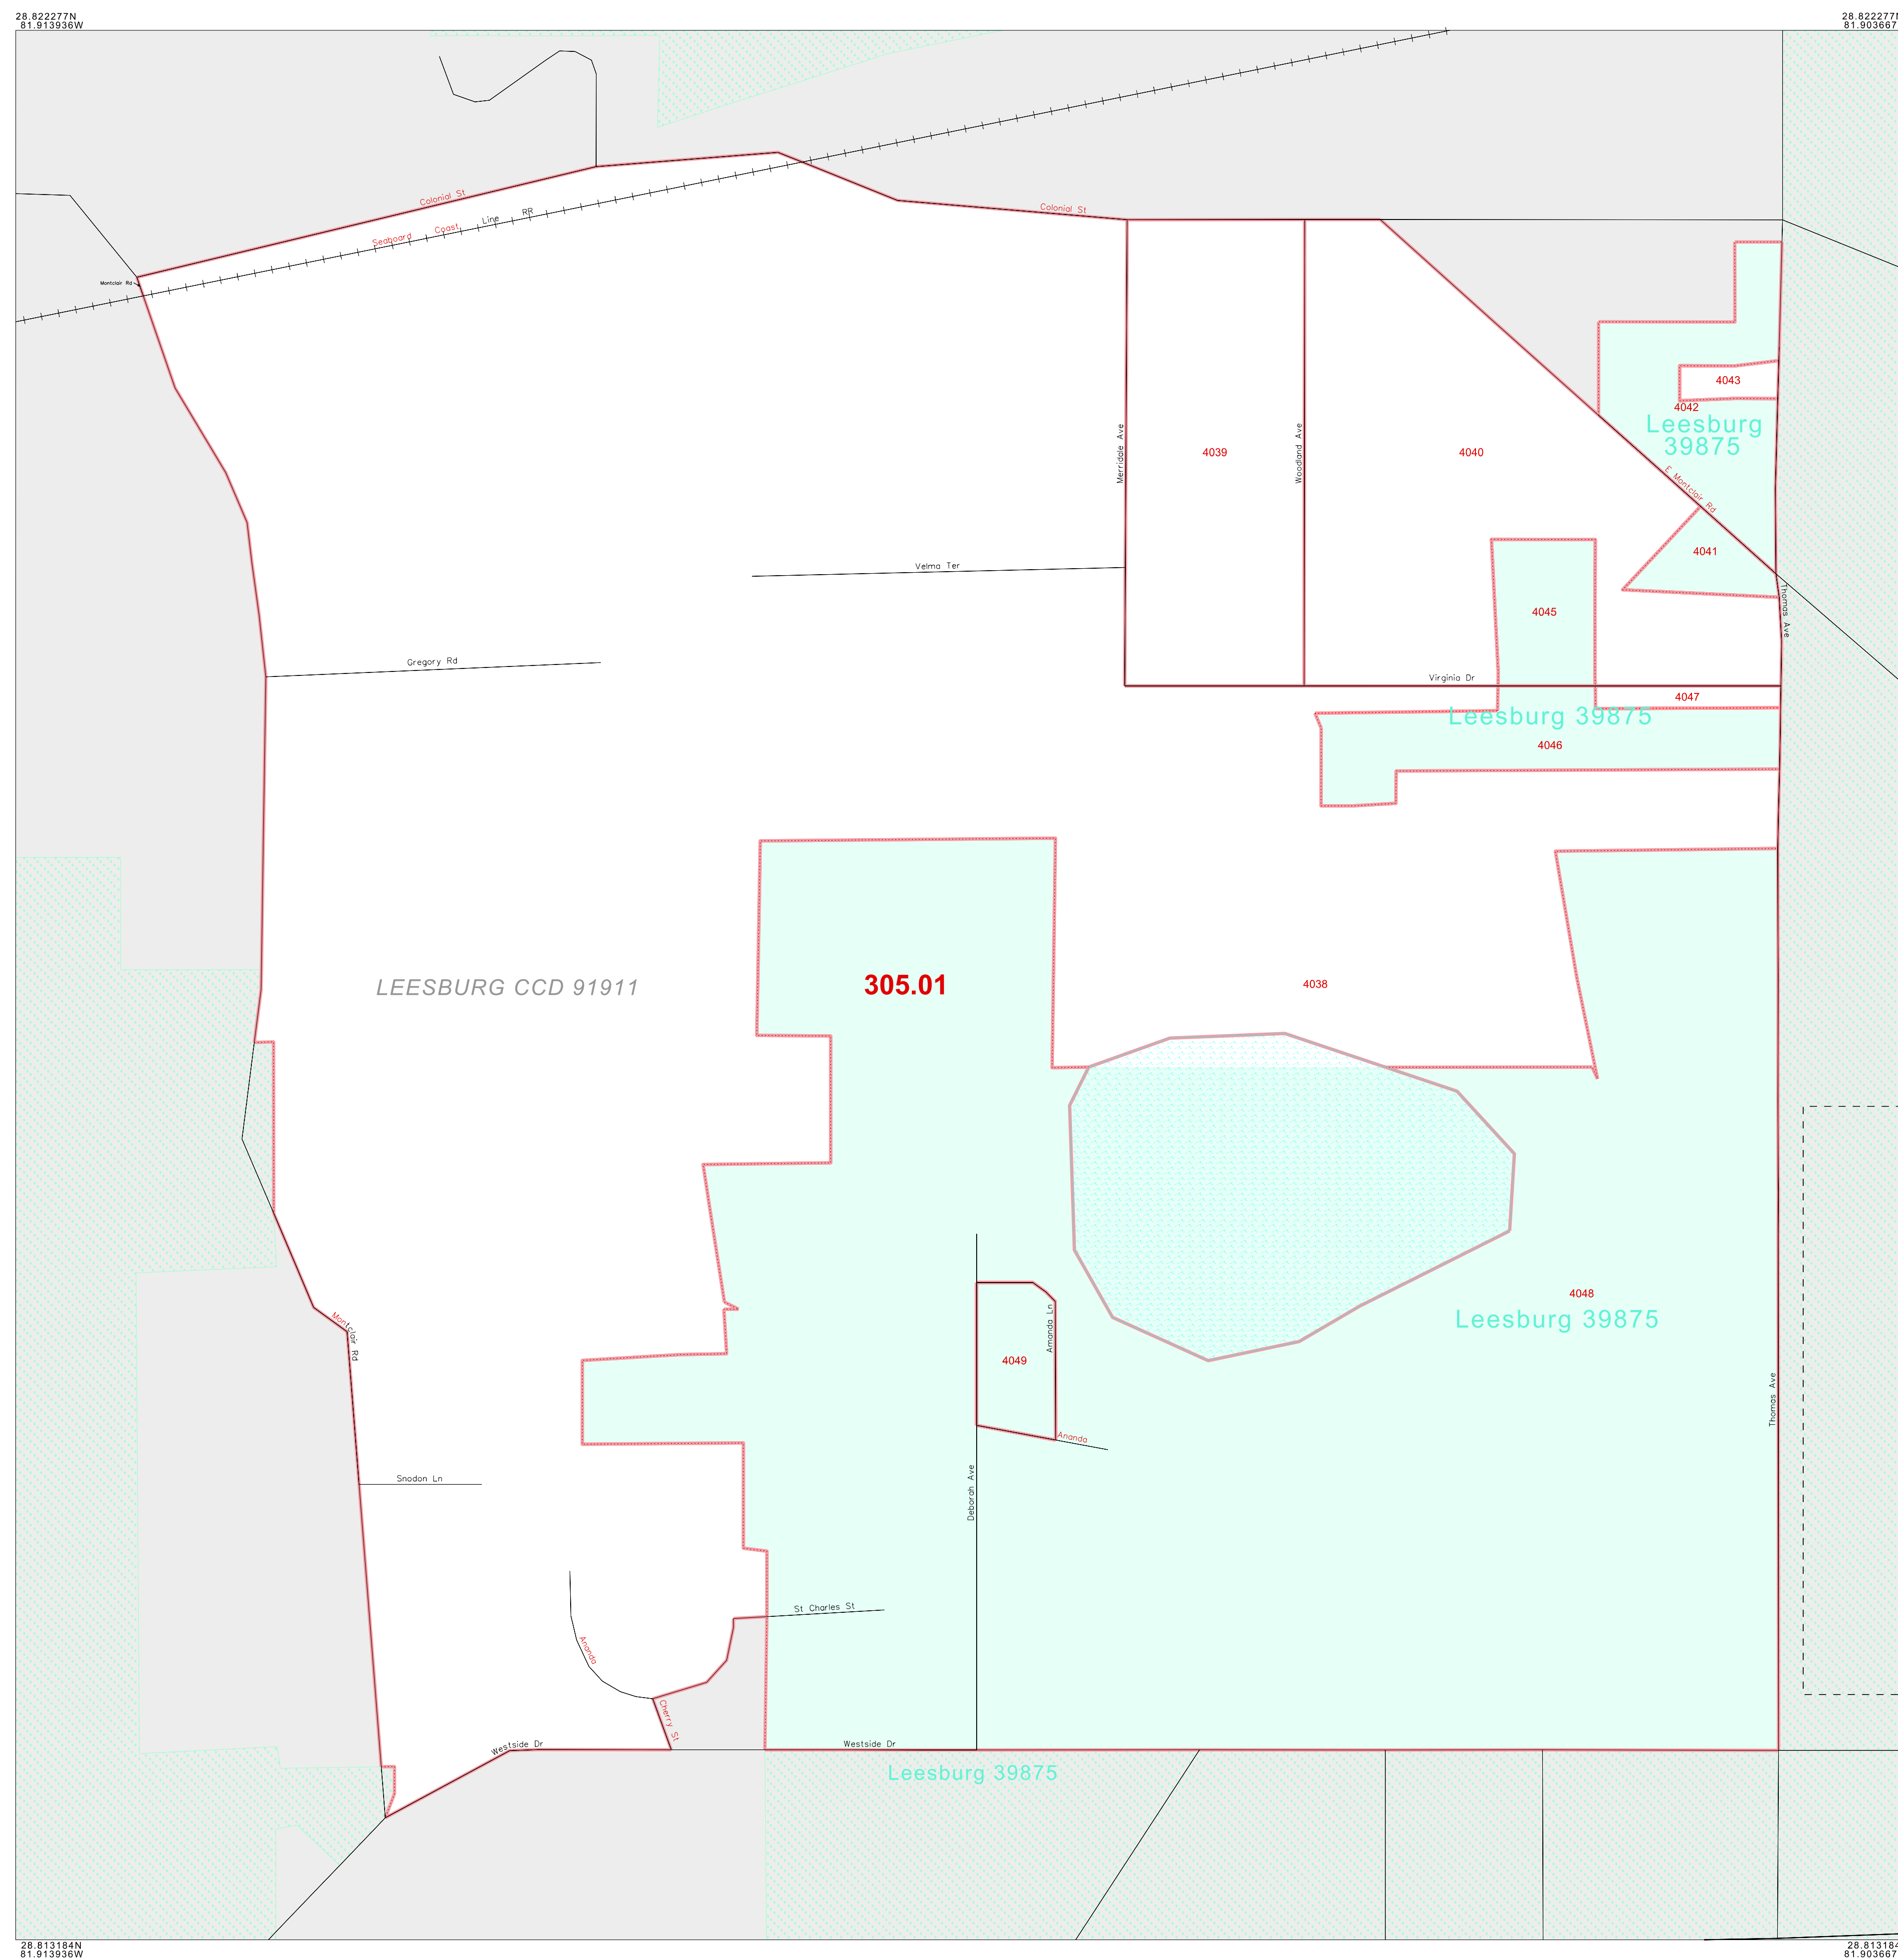 28.822277N
81.913936W
28.822277N
81.903667
Colonial St
Seaboard Coast Line RR
Colonial St
Montclair Rd
4043
4042
Leesburg
39875
4039
4040
Merridale Ave
Woodland Ave
E Montclair Rd
4041
Velma Ter
4045
Thomas Ave
Gregory Rd
Virginia Dr
4047
Leesburg 39875
4046
LEESBURG CCD 91911
305.01
4038
4048
Leesburg 39875
Montclair Rd
Amanda Ln
4049
Thomas Ave
Ananda
Snodon Ln
Deborah Ave
St Charles St
Ananda
Cherry St
Westside Dr
Westside Dr
Leesburg 39875
28.813184N
81.913936W
28.813184
81.903667